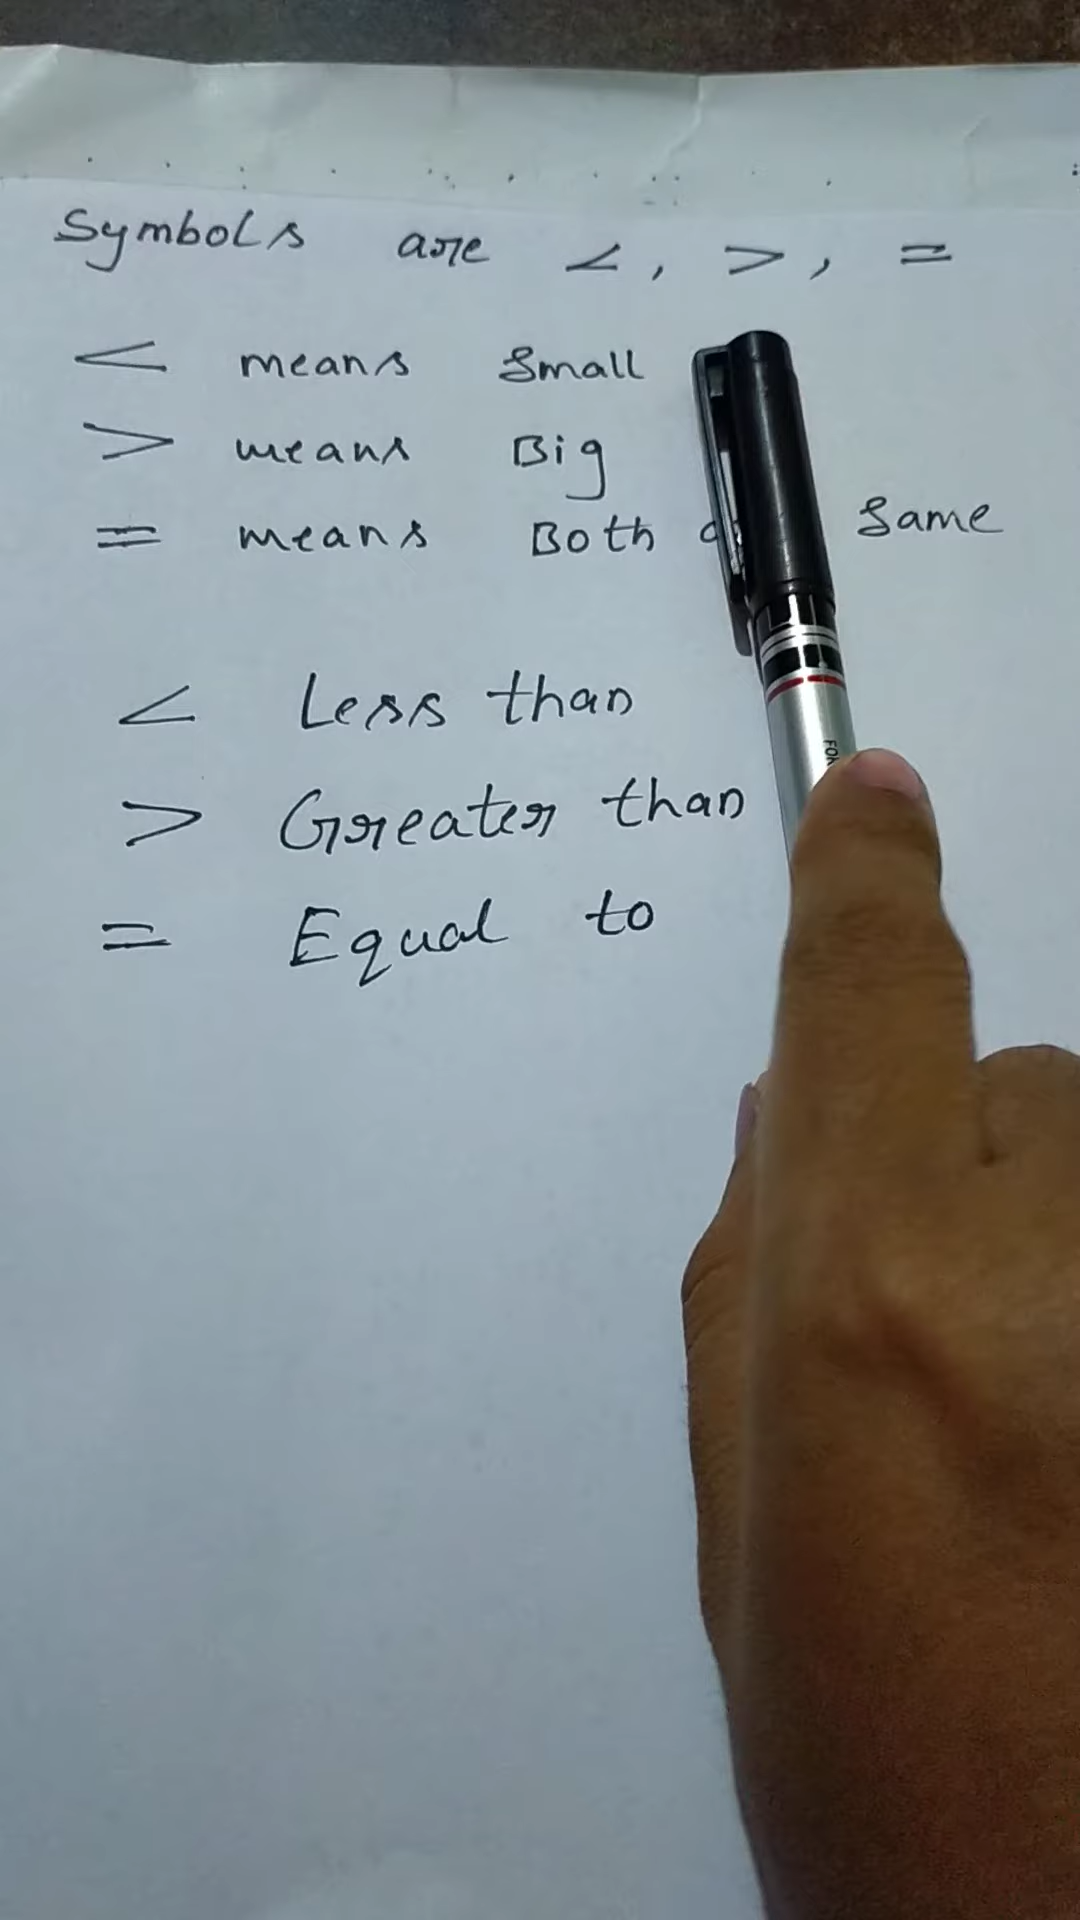 Symbols are <, >, =
< means Small
> means Big
= means Both Same
< Less than
> Greater than
= Equal to